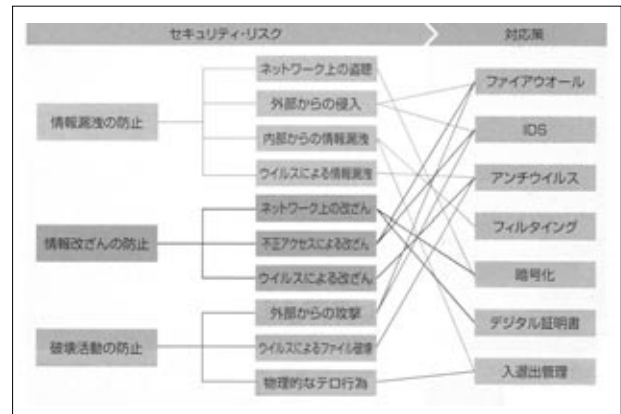 セキュリティ・リスク
対応策
情報漏洩の防止
ネットワーク上の盗聴
外部からの侵入
内部からの情報漏洩
ウイルスによる情報漏洩
情報改ざんの防止
ネットワーク上の改ざん
不正アクセスによる改ざん
ウイルスによる改ざん
破壊活動の防止
外部からの攻撃
ウイルスによるファイル破壊
物理的なテロ行為
ファイアウオール
IDS
アンチウイルス
フィルタイング
暗号化
デジタル証明書
入退出管理